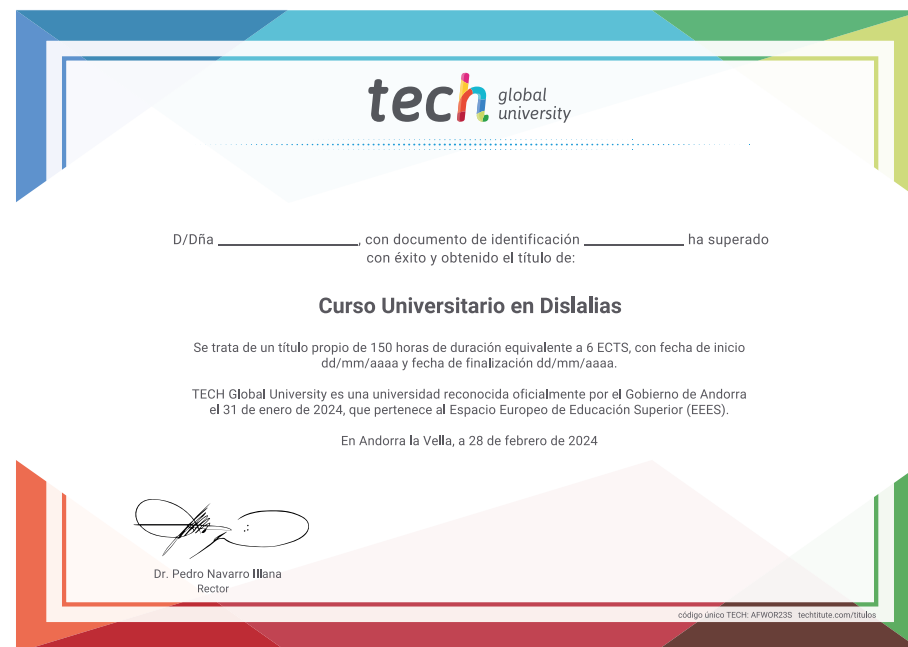 tech global university
D/Dña ______________, con documento de identificación __________ ha superado
con éxito y obtenido el título de:
Curso Universitario en Dislalias
Se trata de un título propio de 150 horas de duración equivalente a 6 ECTS, con fecha de inicio
dd/mm/aaaa y fecha de finalización dd/mm/aaaa.
TECH Global University es una universidad reconocida oficialmente por el Gobierno de Andorra
el 31 de enero de 2024, que pertenece al Espacio Europeo de Educación Superior (EEES).
En Andorra la Vella, a 28 de febrero de 2024
Dr. Pedro Navarro Illana
Rector
código único TECH: AFWOR23S techtitute.com/titulos